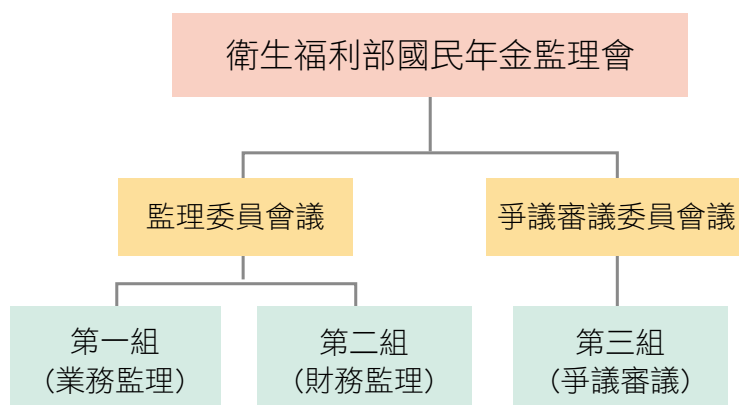 衛生福利部國民年金監理會
監理委員會議
爭議審議委員會議
第一組
（業務監理）
第二組
（財務監理）
第三組
（爭議審議）